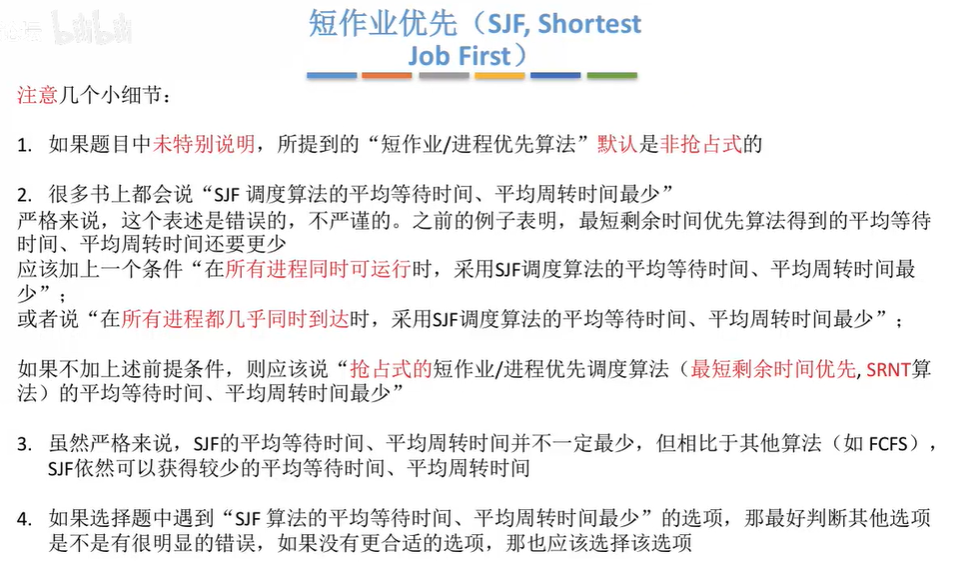 短作业优先（SJF, Shortest
Job First）
注意几个小细节：
1. 如果题目中未特别说明，所提到的“短作业/进程优先算法”默认是非抢占式的
2. 很多书上都会说“SJF 调度算法的平均等待时间、平均周转时间最少”
严格来说，这个表述是错误的，不严谨的。之前的例子表明，最短剩余时间优先算法得到的平均等待
时间、平均周转时间还要更少
应该加上一个条件“在所有进程同时可运行时，采用SJF调度算法的平均等待时间、平均周转时间最
少”；
或者说“在所有进程都几乎同时到达时，采用SJF调度算法的平均等待时间、平均周转时间最少”；
如果不加上述前提条件，则应该说“抢占式的短作业/进程优先调度算法（最短剩余时间优先, SRNT算
法）的平均等待时间、平均周转时间最少”
3. 虽然严格来说，SJF的平均等待时间、平均周转时间并不一定最少，但相比于其他算法（如 FCFS），
SJF依然可以获得较少的平均等待时间、平均周转时间
4. 如果选择题中遇到“SJF 算法的平均等待时间、平均周转时间最少”的选项，那最好判断其他选项
是不是有很明显的错误，如果没有更合适的选项，那也应该选择该选项